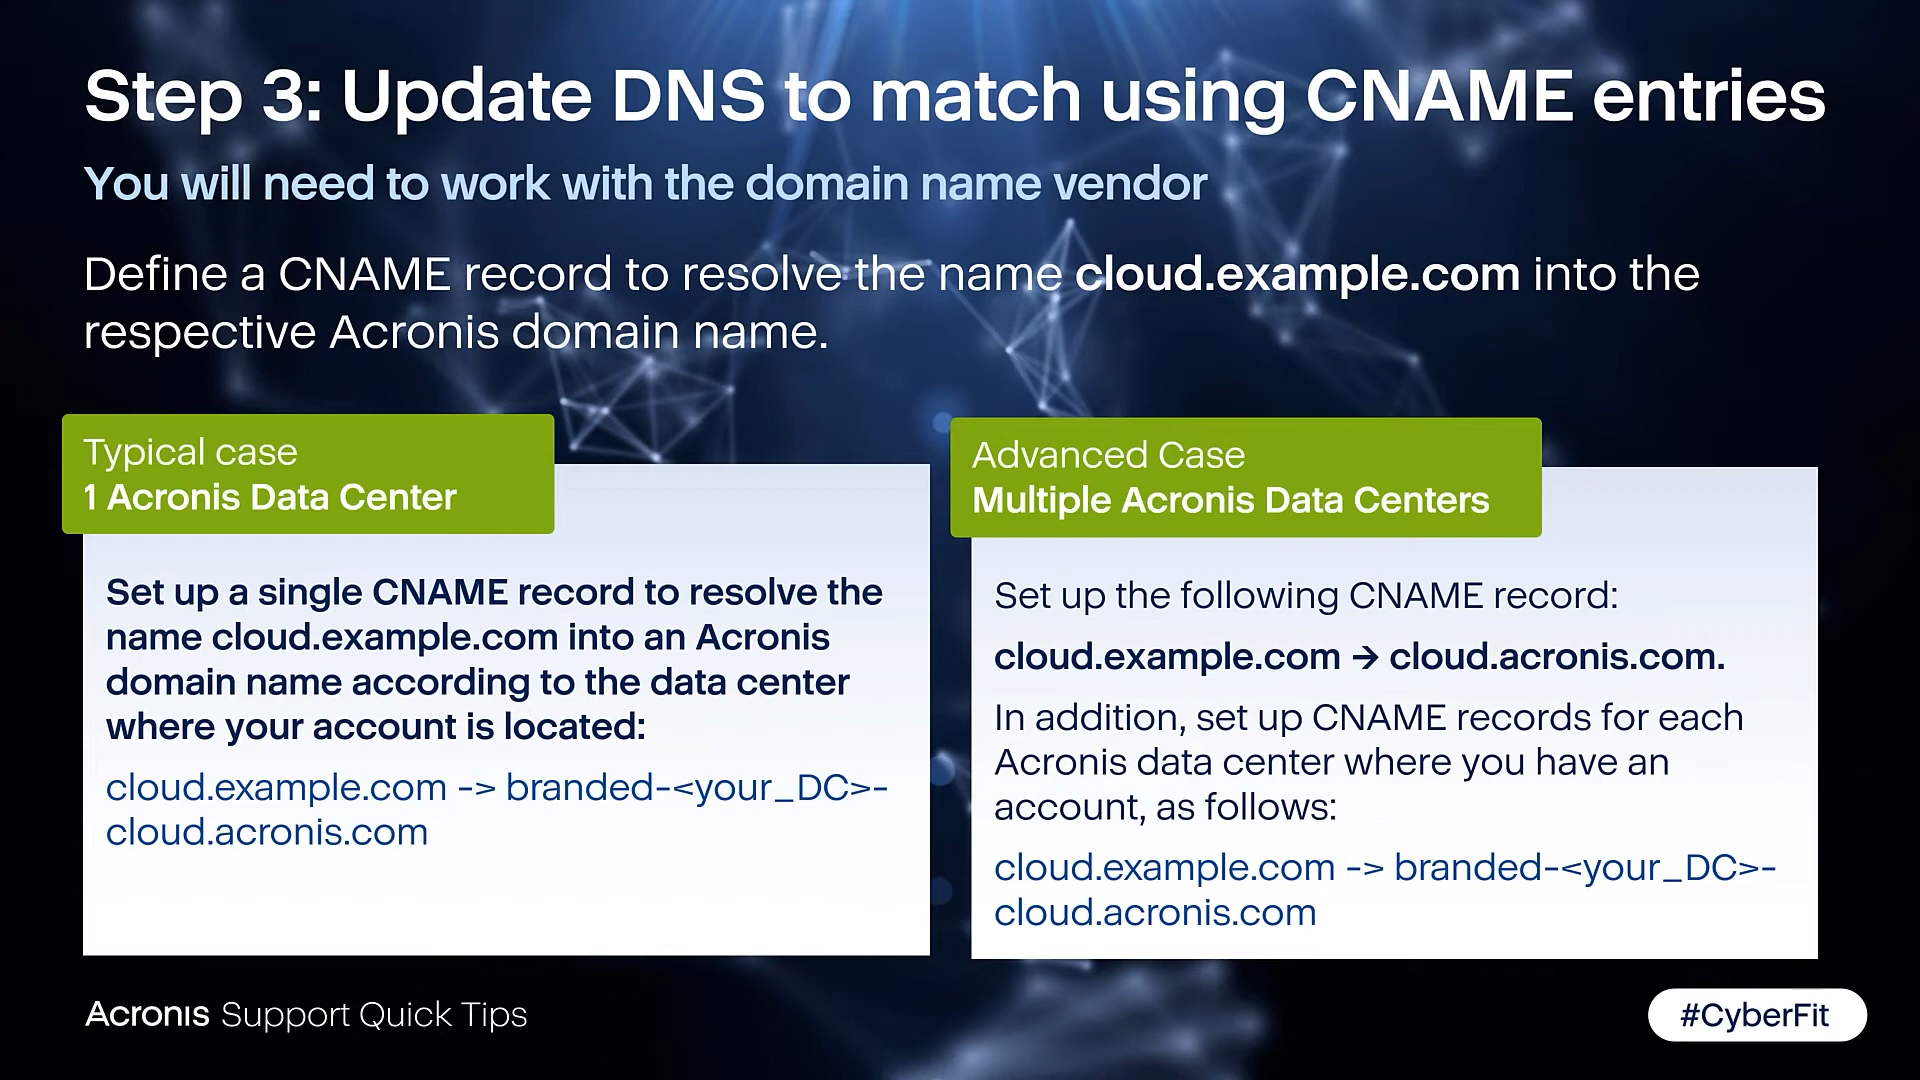 Step 3: Update DNS to match using CNAME entries
You will need to work with the domain name vendor
Define a CNAME record to resolve the name cloud.example.com into the
respective Acronis domain name.
Typical case
1 Acronis Data Center
Set up a single CNAME record to resolve the
name cloud.example.com into an Acronis
domain name according to the data center
where your account is located:
cloud.example.com -> branded-<your_DC>-
cloud.acronis.com
Advanced Case
Multiple Acronis Data Centers
Set up the following CNAME record:
cloud.example.com → cloud.acronis.com.
In addition, set up CNAME records for each
Acronis data center where you have an
account, as follows:
cloud.example.com -> branded-<your_DC>-
cloud.acronis.com
Acronis Support Quick Tips
#CyberFit